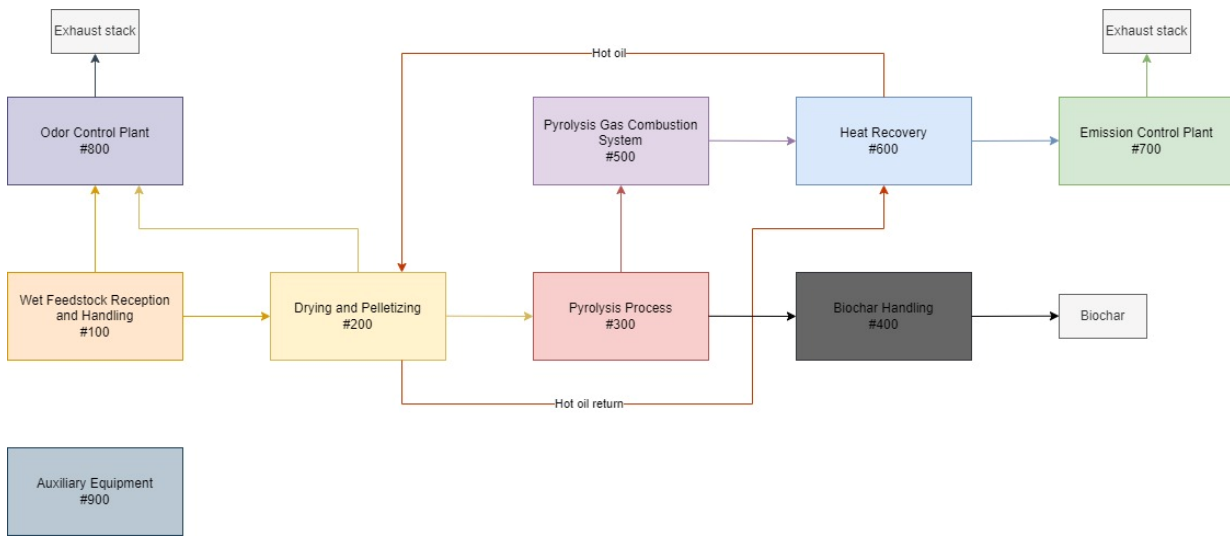 Exhaust stack
Exhaust stack
Hot oil
Odor Control Plant
#800
Pyrolysis Gas Combustion
System
#500
Heat Recovery
#600
Emission Control Plant
#700
Wet Feedstock Reception
and Handling
#100
Drying and Pelletizing
#200
Pyrolysis Process
#300
Biochar Handling
#400
Biochar
Hot oil return
Auxiliary Equipment
#900